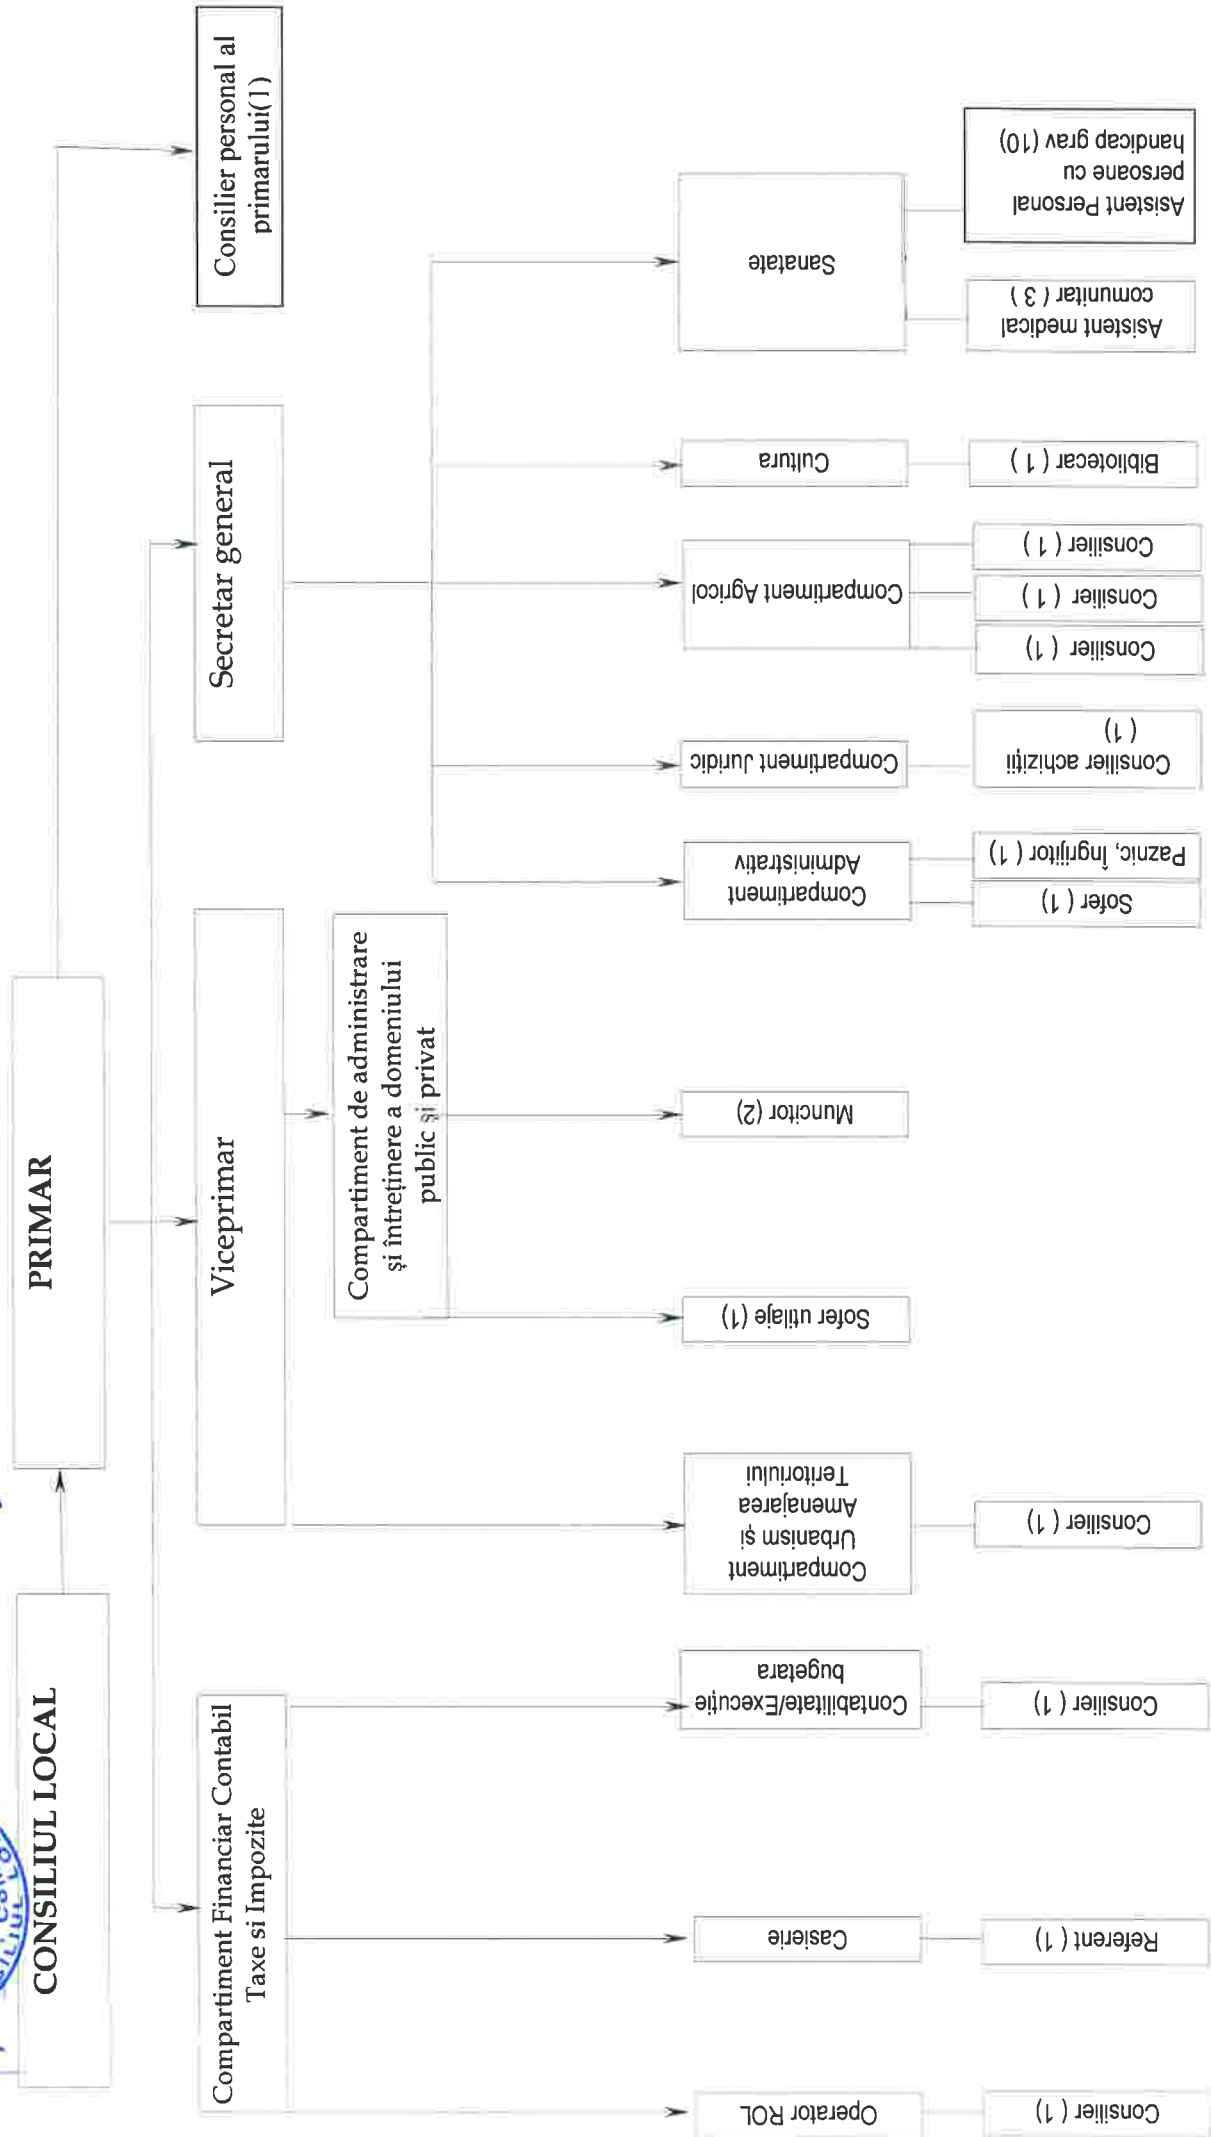 CONSILIUL LOCAL
PRIMAR
Compartiment Financiar Contabil
Taxe si Impozite
Viceprimar
Secretar general
Consilier personal al
primarului(1)
Compartiment de administrare
și întreținere a domeniului
public și privat
Operator ROL
Casierie
Contabilitate/Execuție
bugetara
Compartiment
Urbanism și
Amenajarea
Teritoriului
Sofer utilaje (1)
Muncitor (2)
Compartiment
Administrativ
Compartiment Juridic
Compartiment Agricol
Cultura
Sanatate
Consilier ( 1)
Referent ( 1)
Consilier ( 1)
Consilier ( 1)
Sofer ( 1)
Paznic, Îngrijitor ( 1)
Consilier achiziții
( 1)
Consilier ( 1)
Consilier ( 1 )
Consilier ( 1 )
Bibliotecar ( 1 )
Asistent medical
comunitar ( 3 )
Asistent Personal
persoane cu
handicap grav (10)